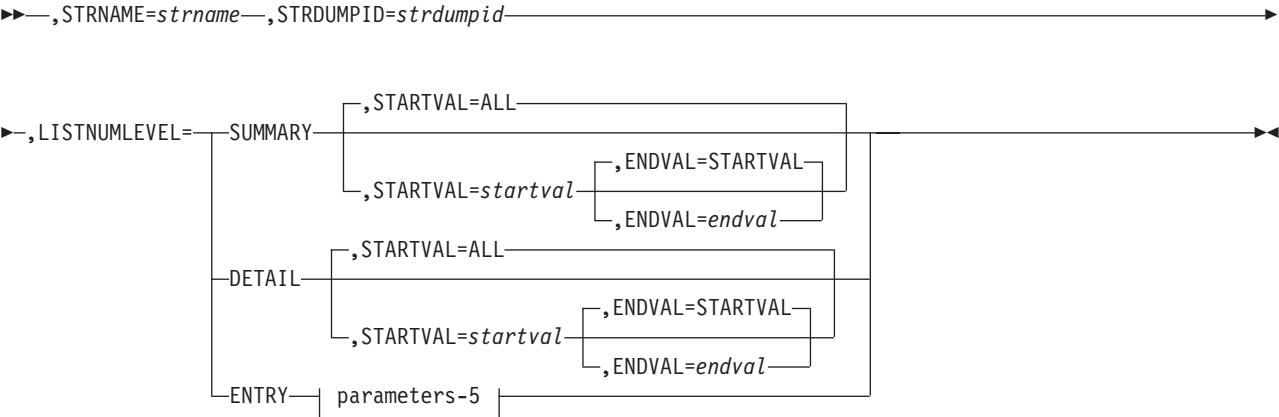 ,STRNAME=strname ,STRDUMPID=strdumpid
,STARTVAL=ALL
,LISTNUMLEVEL= SUMMARY
,ENDVAL=STARTVAL
,STARTVAL=startval
,ENDVAL=endval
,STARTVAL=ALL
DETAIL
,ENDVAL=STARTVAL
,STARTVAL=startval
,ENDVAL=endval
ENTRY parameters-5